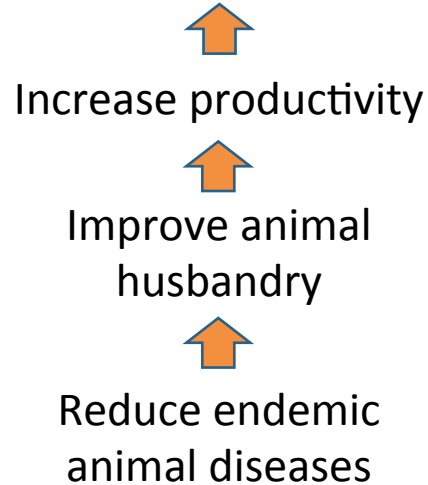 Increase productivity
Improve animal
husbandry
Reduce endemic
animal diseases